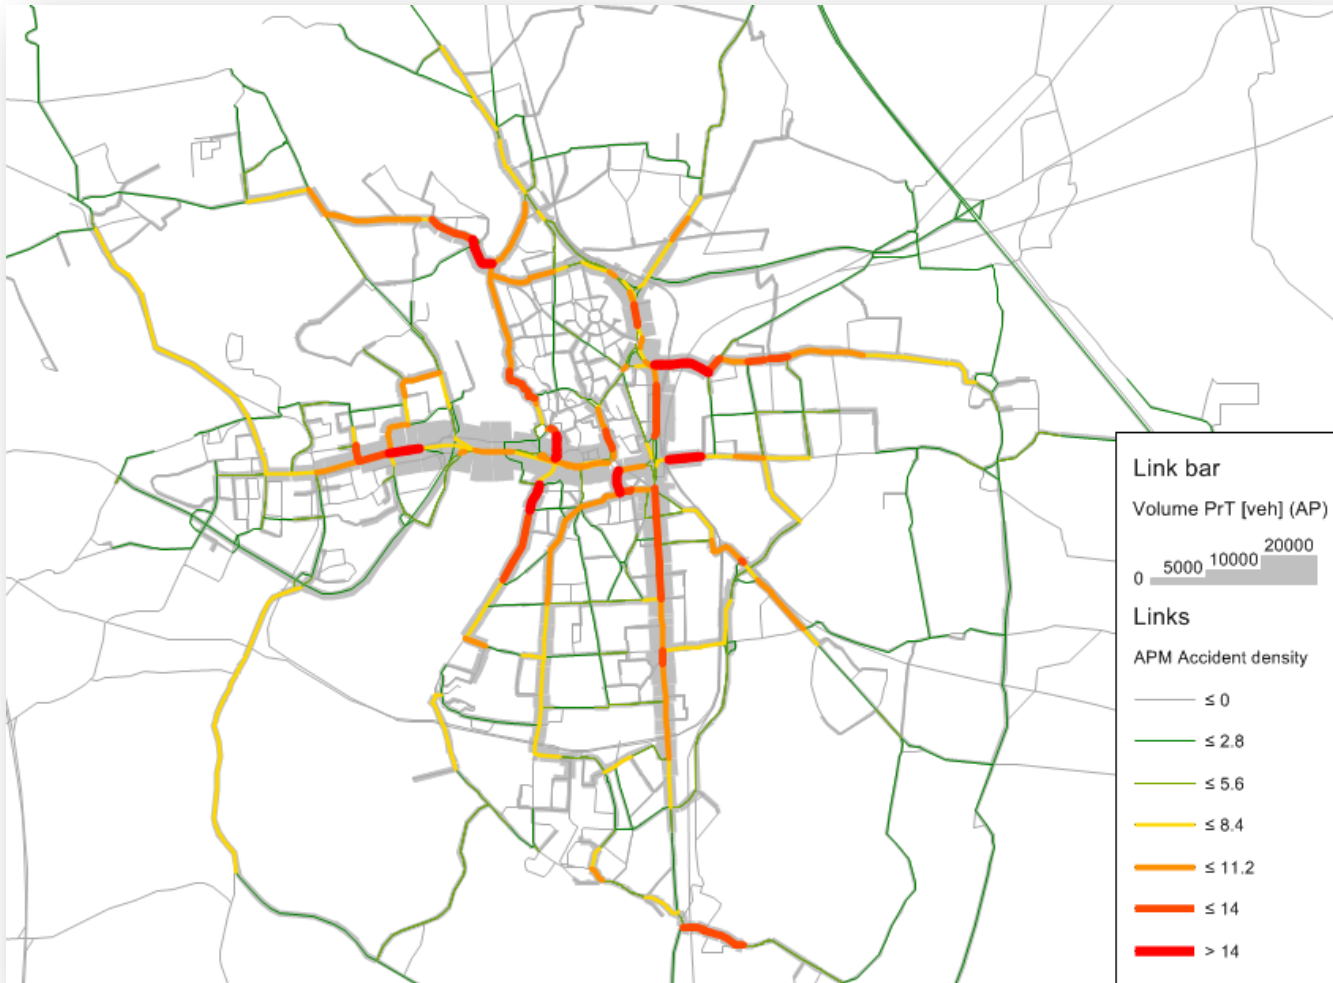 Link bar
Volume PrT [veh] (AP)
0 5000 10000 20000
Links
APM Accident density
≤ 0
≤ 2.8
≤ 5.6
≤ 8.4
≤ 11.2
≤ 14
> 14